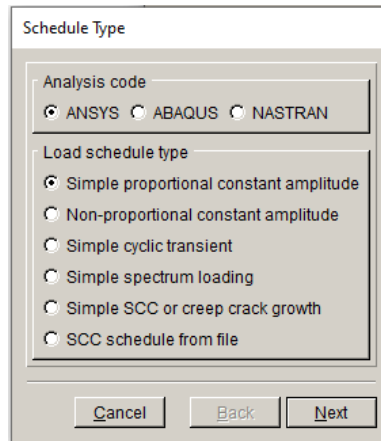 Schedule Type
Analysis code
ANSYS ABAQUS NASTRAN
Load schedule type
Simple proportional constant amplitude
Non-proportional constant amplitude
Simple cyclic transient
Simple spectrum loading
Simple SCC or creep crack growth
SCC schedule from file
Cancel Back Next